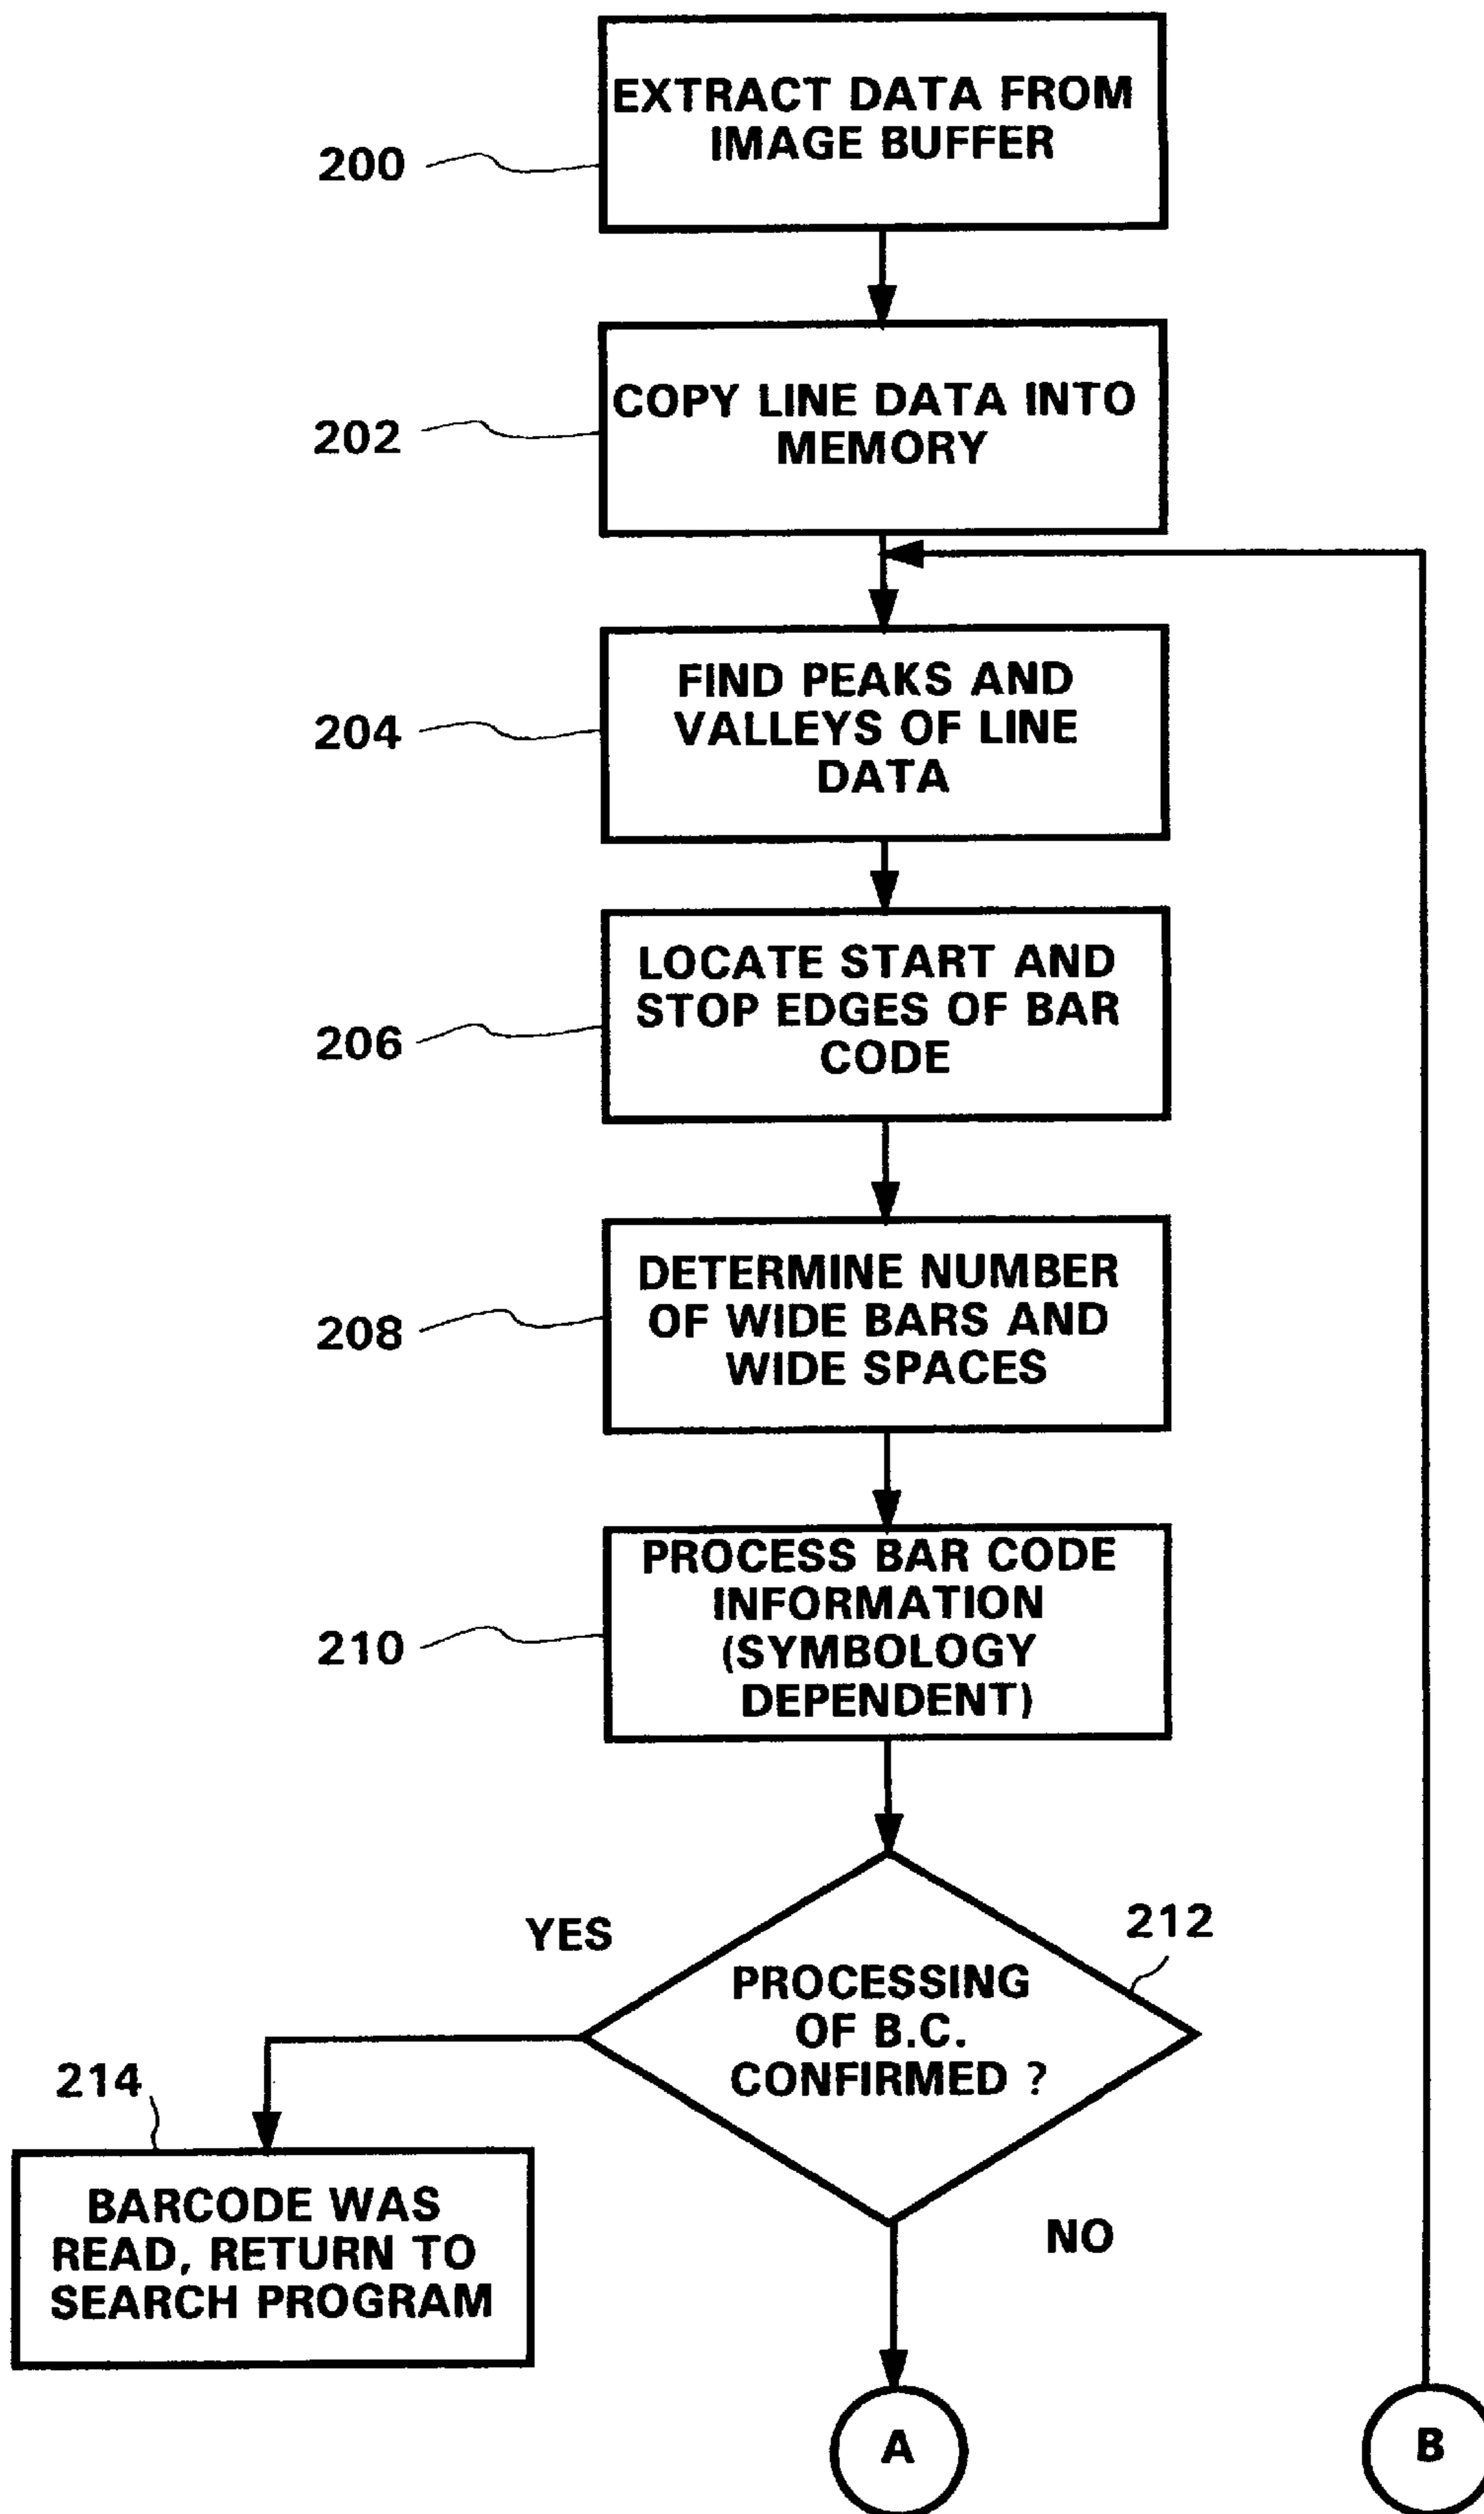 EXTRACT DATA FROM
IMAGE BUFFER
200
COPY LINE DATA INTO
MEMORY
202
FIND PEAKS AND
VALLEYS OF LINE
DATA
204
LOCATE START AND
STOP EDGES OF BAR
CODE
206
DETERMINE NUMBER
OF WIDE BARS AND
WIDE SPACES
208
PROCESS BAR CODE
INFORMATION
(SYMBOLOGY
DEPENDENT)
210
YES
212
PROCESSING
OF B.C.
CONFIRMED ?
214
BARCODE WAS
READ, RETURN TO
SEARCH PROGRAM
NO
A
B